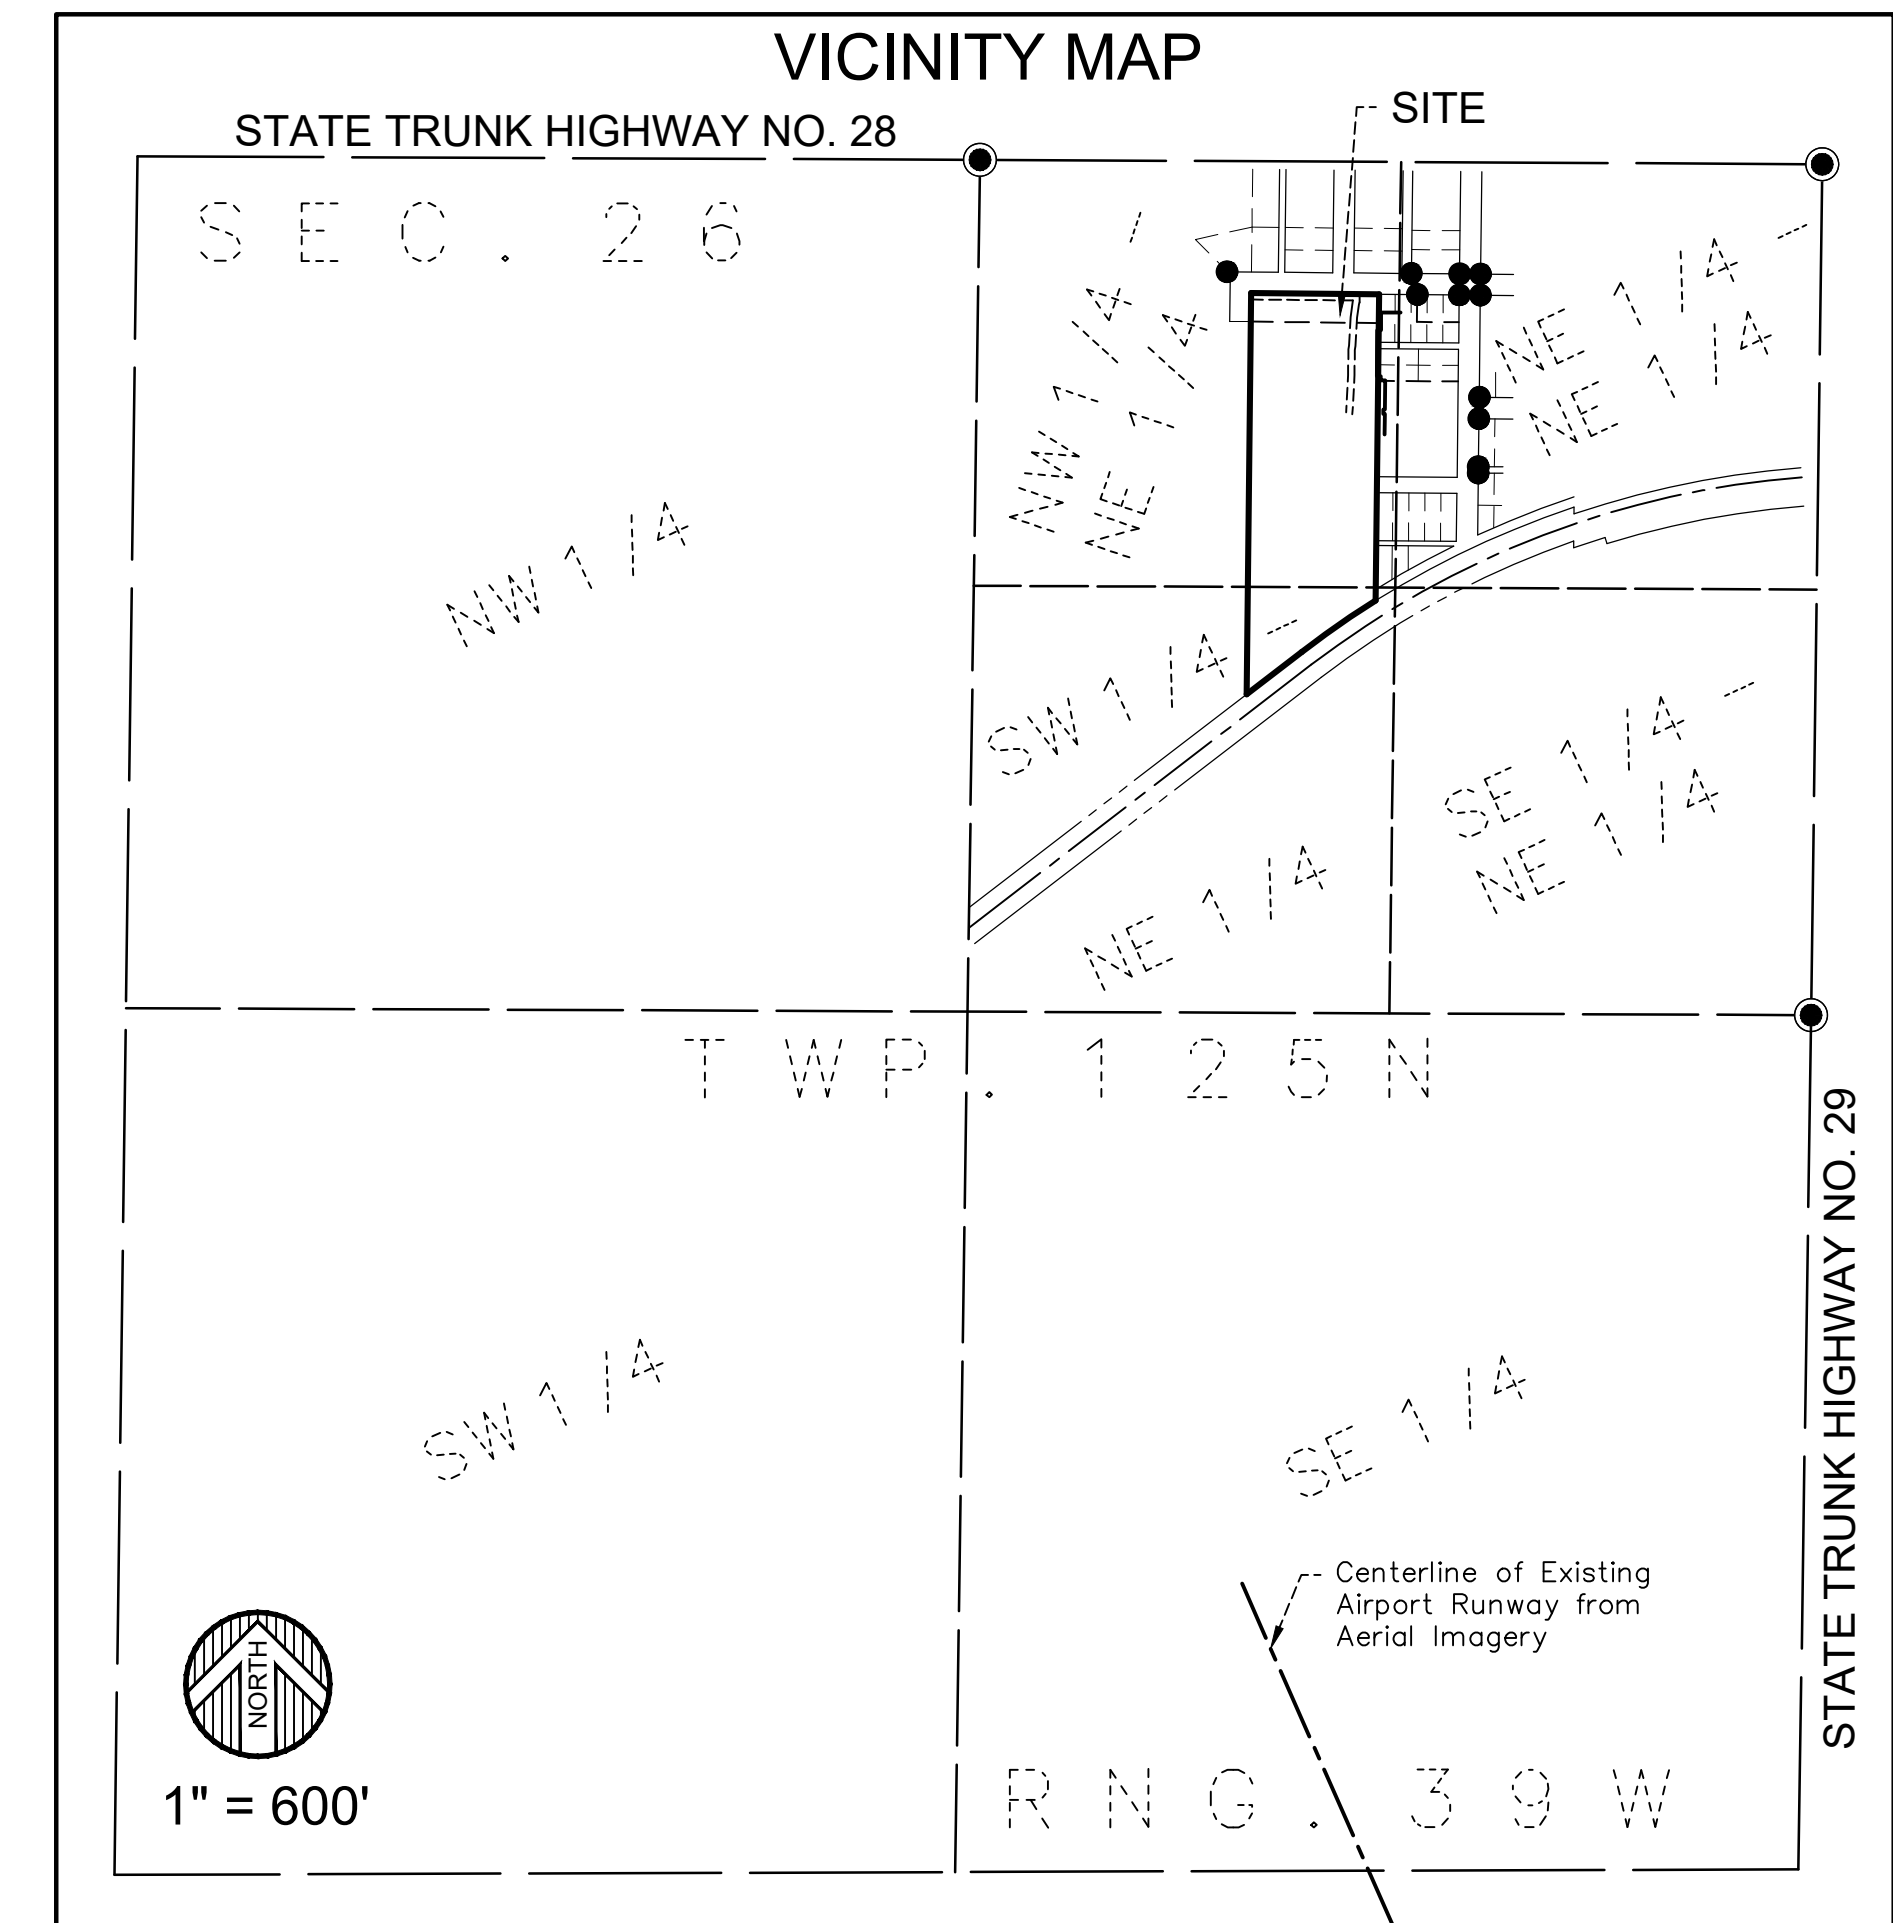 VICINITY MAP
SITE
STATE TRUNK HIGHWAY NO. 28
SEC. 26
NW 1/4 -
NE 1/4
NE 1/4 -
NE 1/4
NW 1/4
SW 1/4 -
NE 1/4
SE 1/4 -
NE 1/4
TWP. 125N
STATE TRUNK HIGHWAY NO. 29
SW 1/4
SE 1/4
Centerline of Existing
Airport Runway from
Aerial Imagery
NORTH
RNG. 39W
1" = 600'